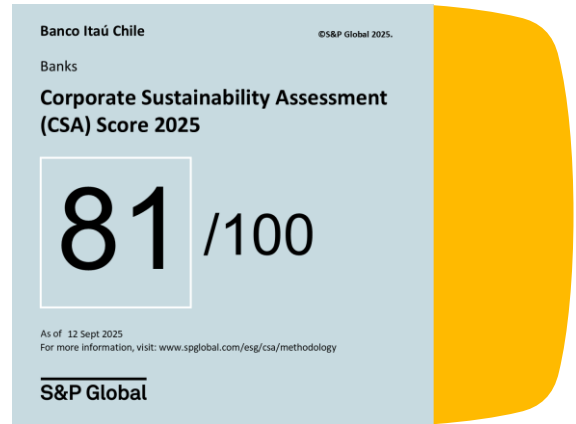 Banco Itaú Chile
©S&P Global 2025.
Banks
Corporate Sustainability Assessment
(CSA) Score 2025
81 /100
As of 12 Sept 2025
For more information, visit: www.spglobal.com/esg/csa/methodology
S&P Global